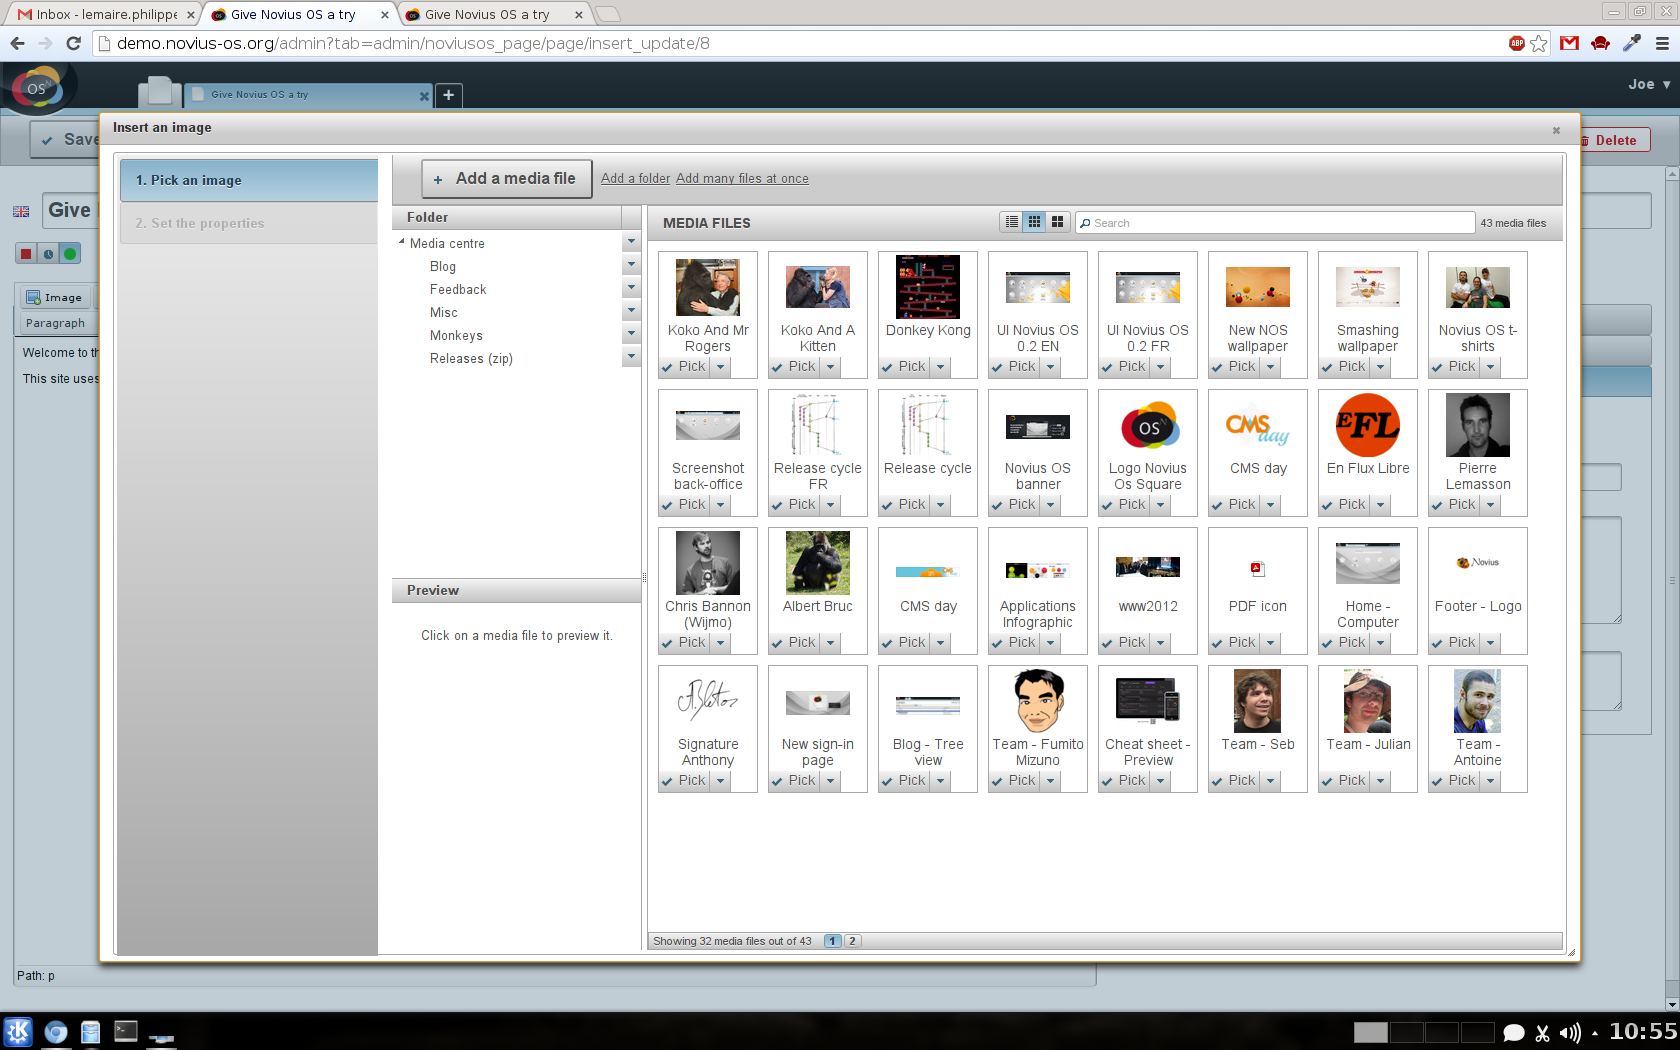 Inbox - lemaire.philippe
Give Novius OS a try
Give Novius OS a try
demo.novius-os.org/admin?tab=admin/noviusos_page/page/insert_update/8
ABP
OS N
Give Novius OS a try
+
Joe
Save
Insert an image
Delete
1. Pick an image
2. Set the properties
+ Add a media file
Add a folder
Add many files at once
Give
Folder
MEDIA FILES
Search
43 media files
Media centre
Blog
Feedback
Misc
Monkeys
Releases (zip)
Image
Paragraph
Welcome to th
This site uses
Koko And Mr Rogers
Koko And A Kitten
Donkey Kong
UI Novius OS 0.2 EN
UI Novius OS 0.2 FR
New NOS wallpaper
Smashing wallpaper
Novius OS t-shirts
Pick Pick Pick Pick Pick Pick Pick Pick
OS N
CMS day
EFL
Screenshot back-office
Release cycle FR
Release cycle
Novius OS banner
Logo Novius Os Square
CMS day
En Flux Libre
Pierre Lemasson
Pick Pick Pick Pick Pick Pick Pick Pick
CMS
Novius
Chris Bannon (Wijmo)
Albert Bruc
CMS day
Applications Infographic
www2012
PDF icon
Home - Computer
Footer - Logo
Pick Pick Pick Pick Pick Pick Pick Pick
Preview
Click on a media file to preview it.
Signature Anthony
New sign-in page
Blog - Tree view
Team - Fumito Mizuno
Cheat sheet - Preview
Team - Seb
Team - Julian
Team - Antoine
Pick Pick Pick Pick Pick Pick Pick Pick
Showing 32 media files out of 43
1 2
Path: p
10:55